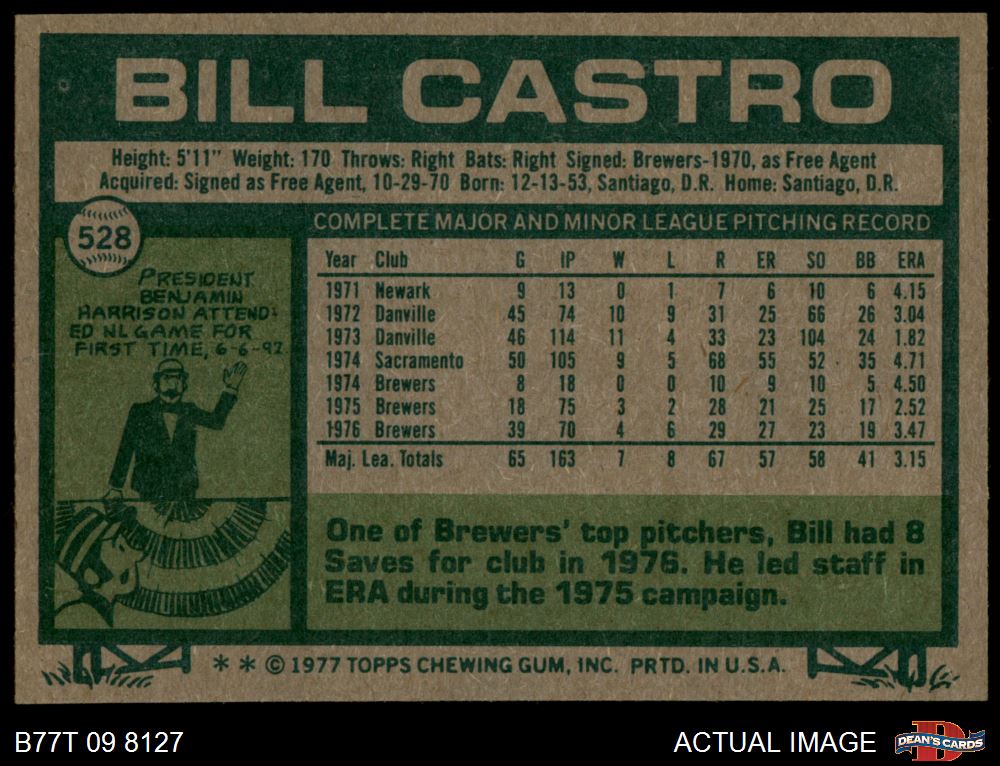 BILL CASTRO
Height: 5'11" Weight: 170 Throws: Right Bats: Right Signed: Brewers-1970, as Free Agent
Acquired: Signed as Free Agent, 10-29-70 Born: 12-13-53, Santiago, D.R. Home: Santiago, D.R.
528
PRESIDENT
BENJAMIN
HARRISON ATTEND-
ED NL GAME FOR
FIRST TIME, 6-6-92
COMPLETE MAJOR AND MINOR LEAGUE PITCHING RECORD
Year Club G IP W L R ER SO BB ERA
1971 Newark 9 13 0 1 7 6 10 6 4.15
1972 Danville 45 74 10 9 31 25 66 26 3.04
1973 Danville 46 114 11 4 33 23 104 24 1.82
1974 Sacramento 50 105 9 5 68 55 52 35 4.71
1974 Brewers 8 18 0 0 10 9 10 5 4.50
1975 Brewers 18 75 3 2 28 21 25 17 2.52
1976 Brewers 39 70 4 6 29 27 23 19 3.47
Maj. Lea. Totals 65 163 7 8 67 57 58 41 3.15
One of Brewers' top pitchers, Bill had 8
Saves for club in 1976. He led staff in
ERA during the 1975 campaign.
* * © 1977 TOPPS CHEWING GUM, INC. PRTD. IN U.S.A.
B77T 09 8127
ACTUAL IMAGE
DEAN'S CARDS